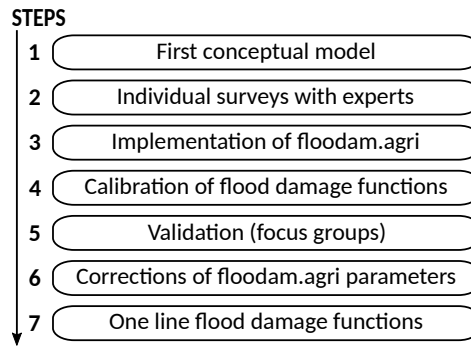 STEPS
1 First conceptual model
2 Individual surveys with experts
3 Implementation of floodam.agri
4 Calibration of flood damage functions
5 Validation (focus groups)
6 Corrections of floodam.agri parameters
7 One line flood damage functions